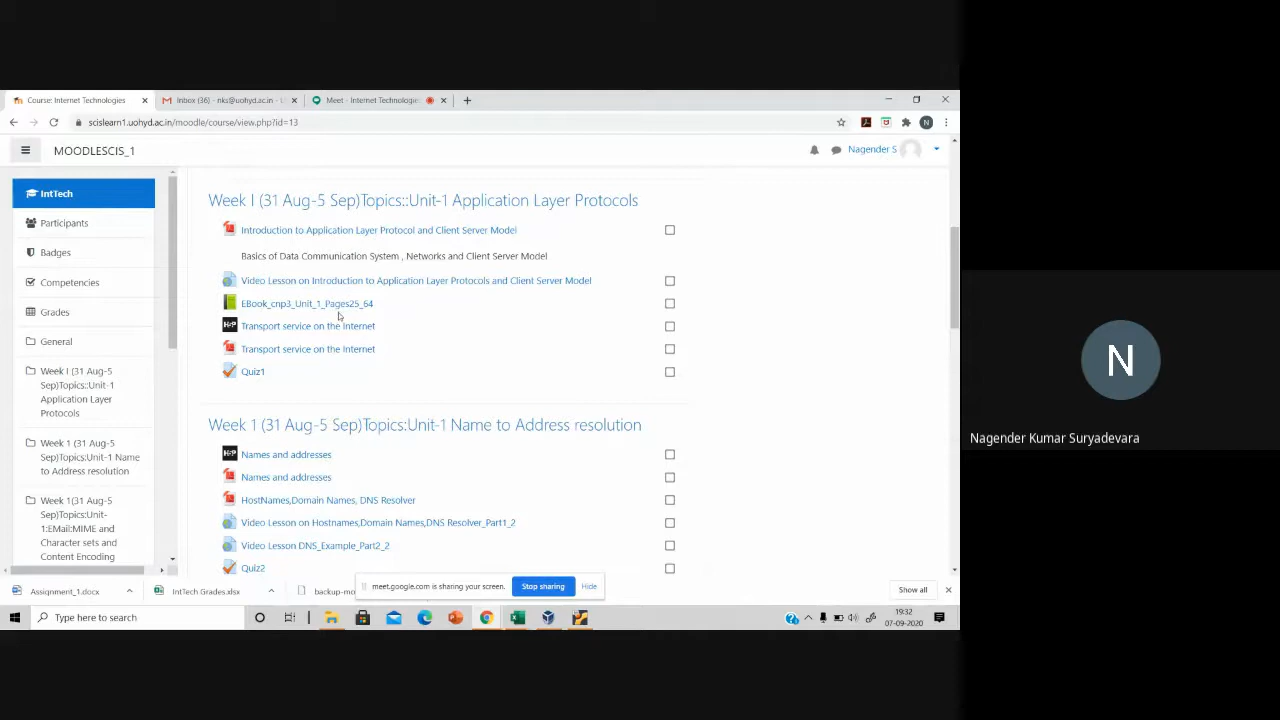 Course: Internet Technologies
Inbox (36) - nks@uohyd.ac.in -
Meet - Internet Technologie
scislearn1.uohyd.ac.in/moodle/course/view.php?id=13
N
MOODLESCIS_1
Nagender S
IntTech
Participants
Badges
Competencies
Grades
General
Week I (31 Aug-5
Sep)Topics::Unit-1
Application Layer
Protocols
Week 1 (31 Aug-5
Sep)Topics:Unit-1 Name
to Address resolution
Week 1(31 Aug-5
Sep)Topics:Unit-
1:EMail:MIME and
Character sets and
Content Encoding
Week I (31 Aug-5 Sep)Topics::Unit-1 Application Layer Protocols
Introduction to Application Layer Protocol and Client Server Model
Basics of Data Communication System , Networks and Client Server Model
Video Lesson on Introduction to Application Layer Protocols and Client Server Model
EBook_cnp3_Unit_1_Pages25_64
H5P Transport service on the Internet
Transport service on the Internet
Quiz1
Week 1 (31 Aug-5 Sep)Topics:Unit-1 Name to Address resolution
H5P Names and addresses
Names and addresses
HostNames,Domain Names, DNS Resolver
Video Lesson on Hostnames,Domain Names,DNS Resolver_Part1_2
Video Lesson DNS_Example_Part2_2
Quiz2
meet.google.com is sharing your screen. Stop sharing Hide
Assignment_1.docx
IntTech Grades.xlsx
backup-mo
Show all
Type here to search
19:32
07-09-2020
N
Nagender Kumar Suryadevara